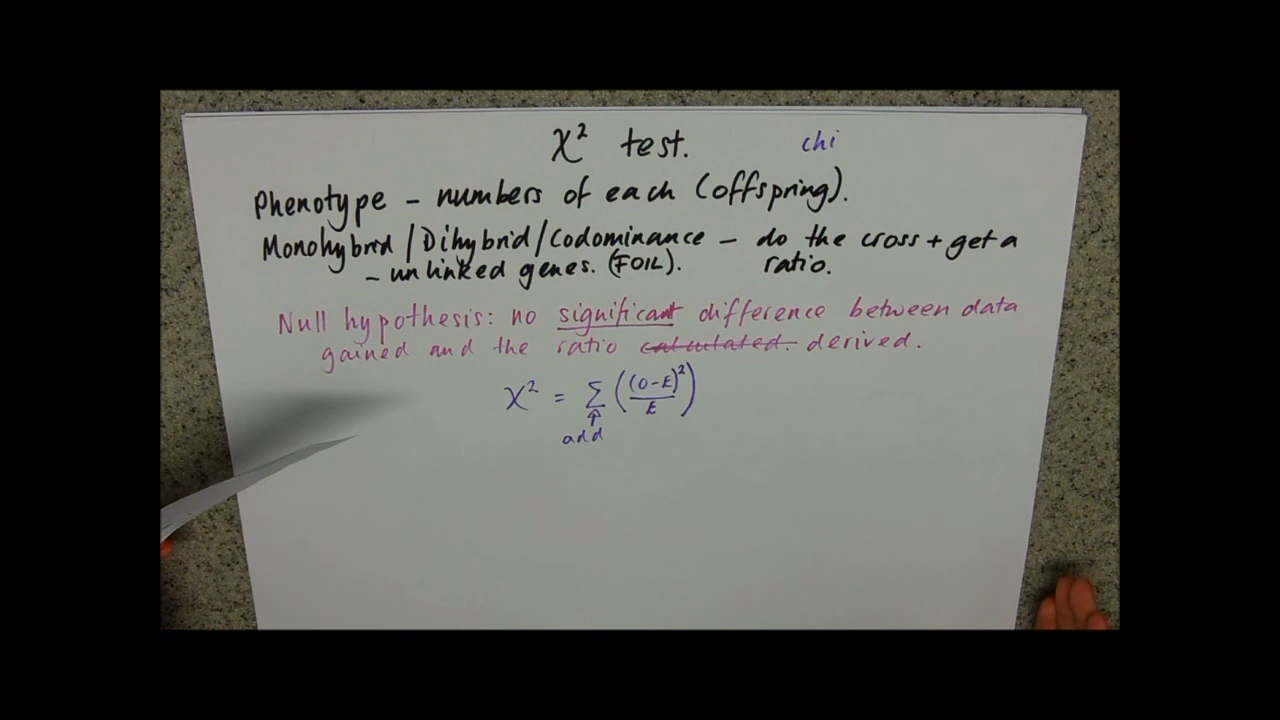 χ² test. chi
Phenotype - numbers of each (offspring).
Monohybrid / Dihybrid / Codominance - do the cross + get a
- unlinked genes. (FOIL). ratio.
Null hypothesis: no significant difference between data
gained and the ratio calculated. derived.
χ² = Σ ((O-E)²/E)
add